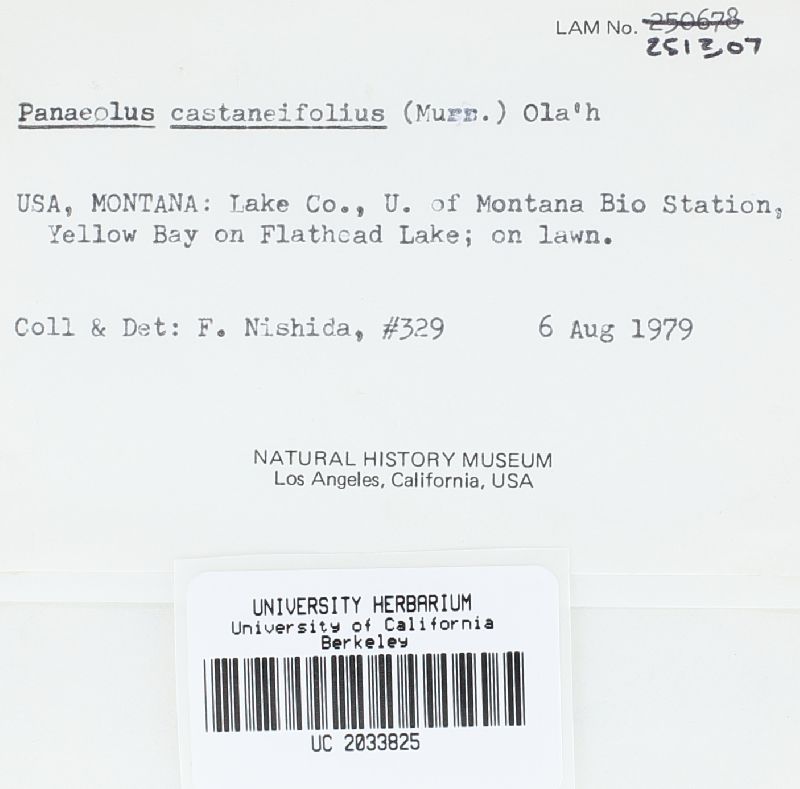 LAM No. 250678
251307
Panaeolus castaneifolius (Murr.) Ola'h
USA, MONTANA: Lake Co., U. of Montana Bio Station,
Yellow Bay on Flathead Lake; on lawn.
Coll & Det: F. Nishida, #329 6 Aug 1979
NATURAL HISTORY MUSEUM
Los Angeles, California, USA
UNIVERSITY HERBARIUM
University of California
Berkeley
UC 2033825